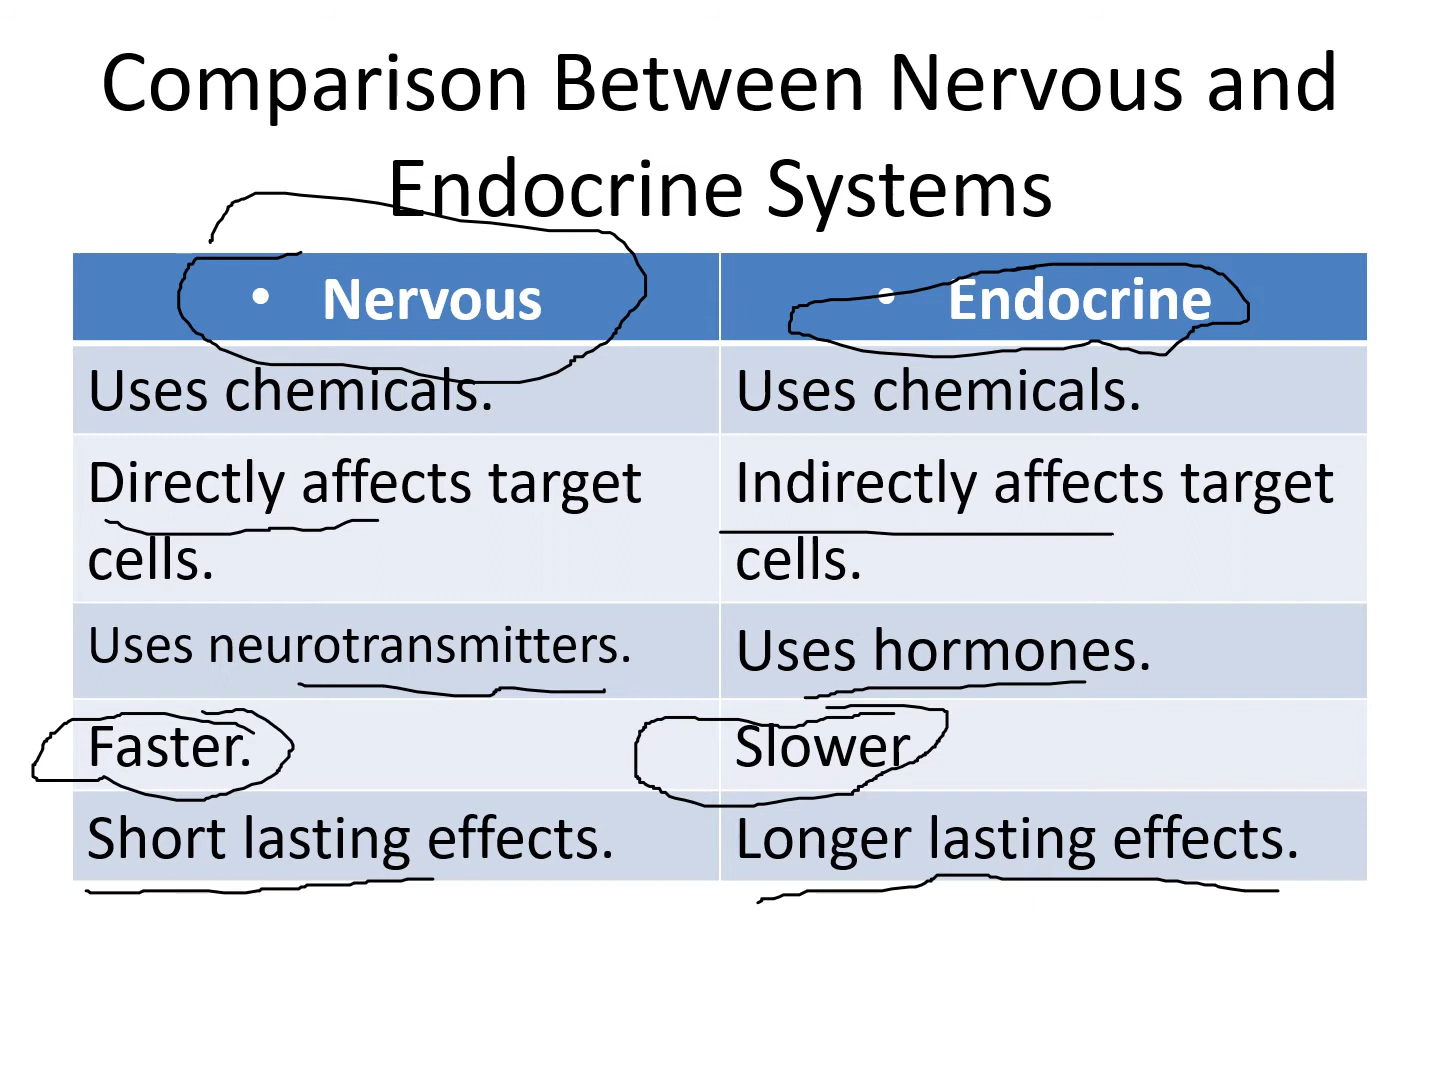 Comparison Between Nervous and
Endocrine Systems
• Nervous
• Endocrine
Uses chemicals.
Uses chemicals.
Directly affects target
cells.
Indirectly affects target
cells.
Uses neurotransmitters.
Uses hormones.
Faster.
Slower
Short lasting effects.
Longer lasting effects.